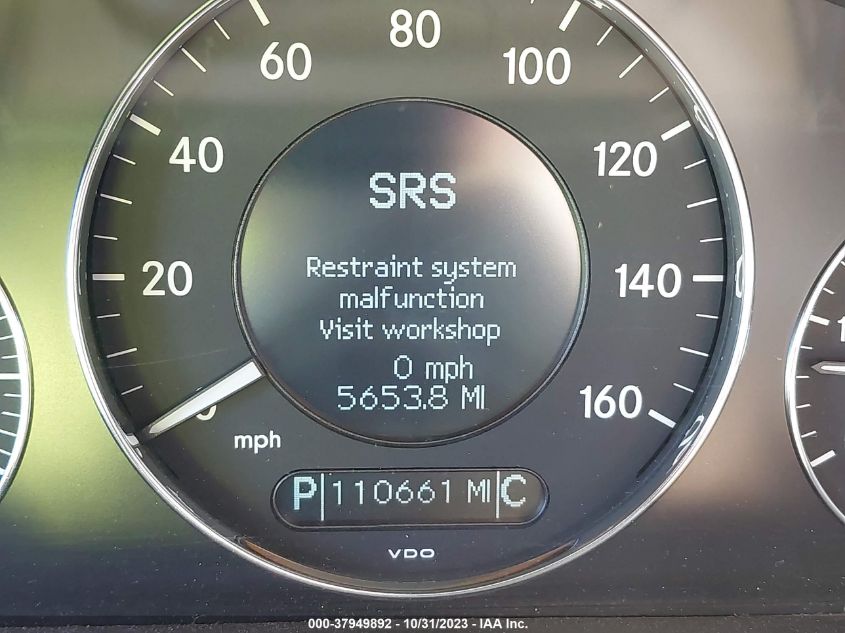 80
60
100
40
120
SRS
Restraint system
20
140
malfunction
Visit workshop
0 mph
5653.8 MI
160
0
mph
P|110661 MI|C
VDO
000-37949892 - 10/31/2023 - IAA Inc.